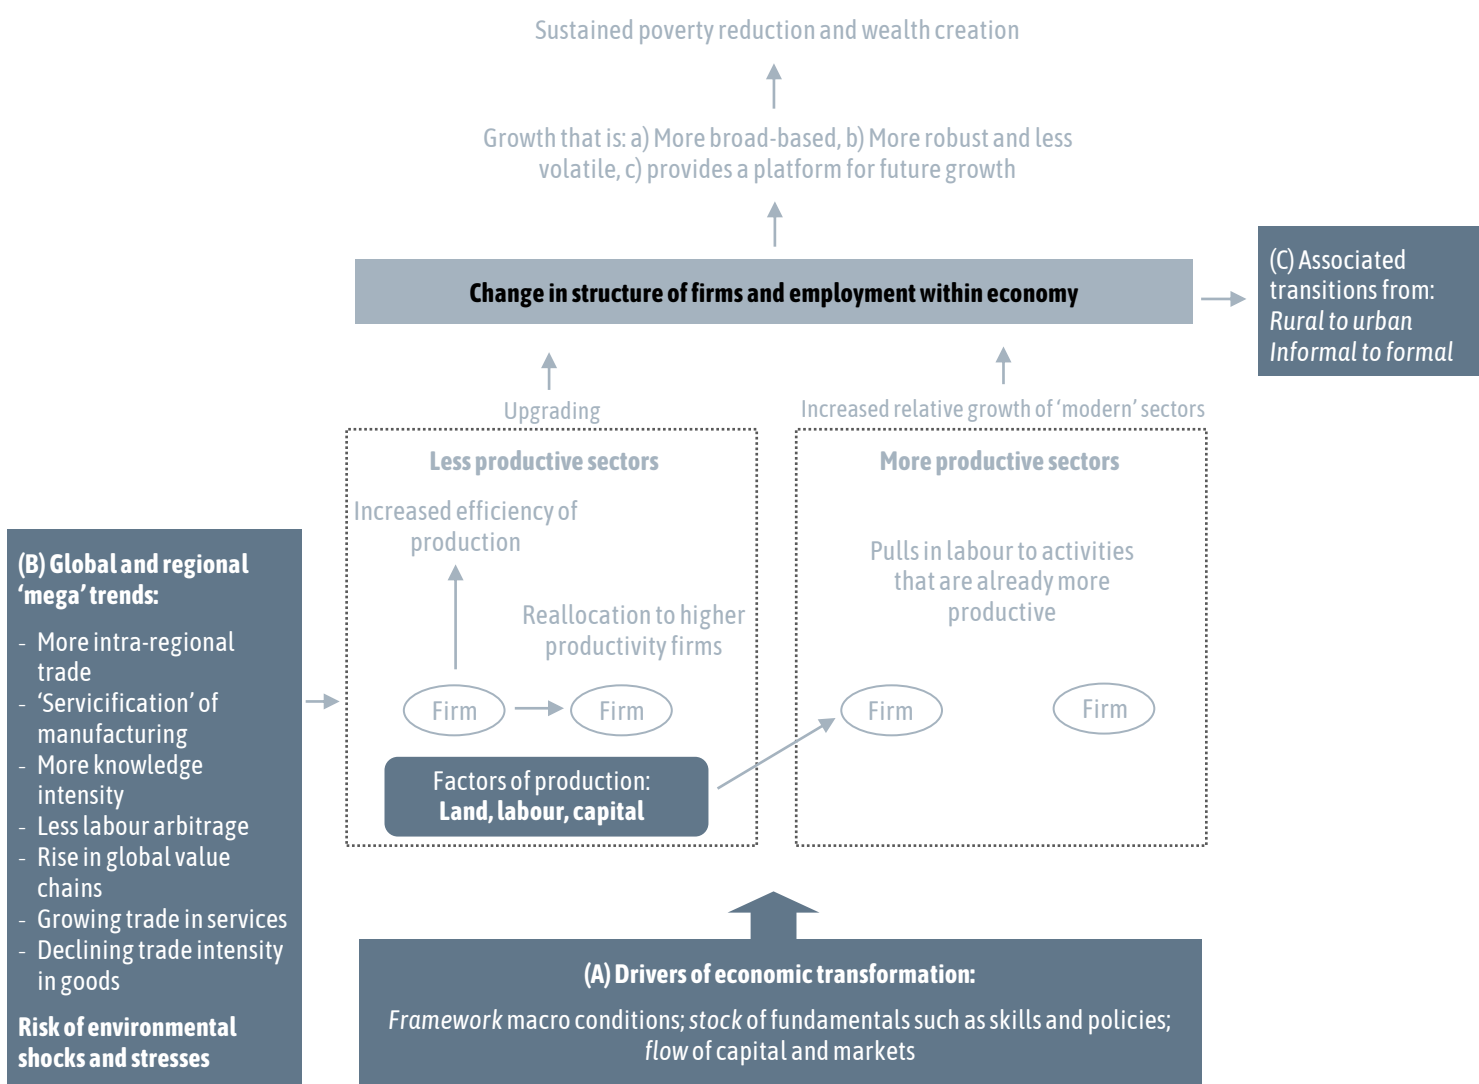 Sustained poverty reduction and wealth creation
Growth that is: a) More broad-based, b) More robust and less
volatile, c) provides a platform for future growth
Change in structure of firms and employment within economy
(C) Associated
transitions from:
Rural to urban
Informal to formal
Upgrading
Increased relative growth of ‘modern’ sectors
Less productive sectors
More productive sectors
Increased efficiency of
production
Reallocation to higher
productivity firms
Pulls in labour to activities
that are already more
productive
Firm
Firm
Firm
Firm
Factors of production:
Land, labour, capital
(B) Global and regional
‘mega’ trends:
- More intra-regional
trade
- ‘Servicification’ of
manufacturing
- More knowledge
intensity
- Less labour arbitrage
- Rise in global value
chains
- Growing trade in services
- Declining trade intensity
in goods
Risk of environmental
shocks and stresses
(A) Drivers of economic transformation:
Framework macro conditions; stock of fundamentals such as skills and policies;
flow of capital and markets